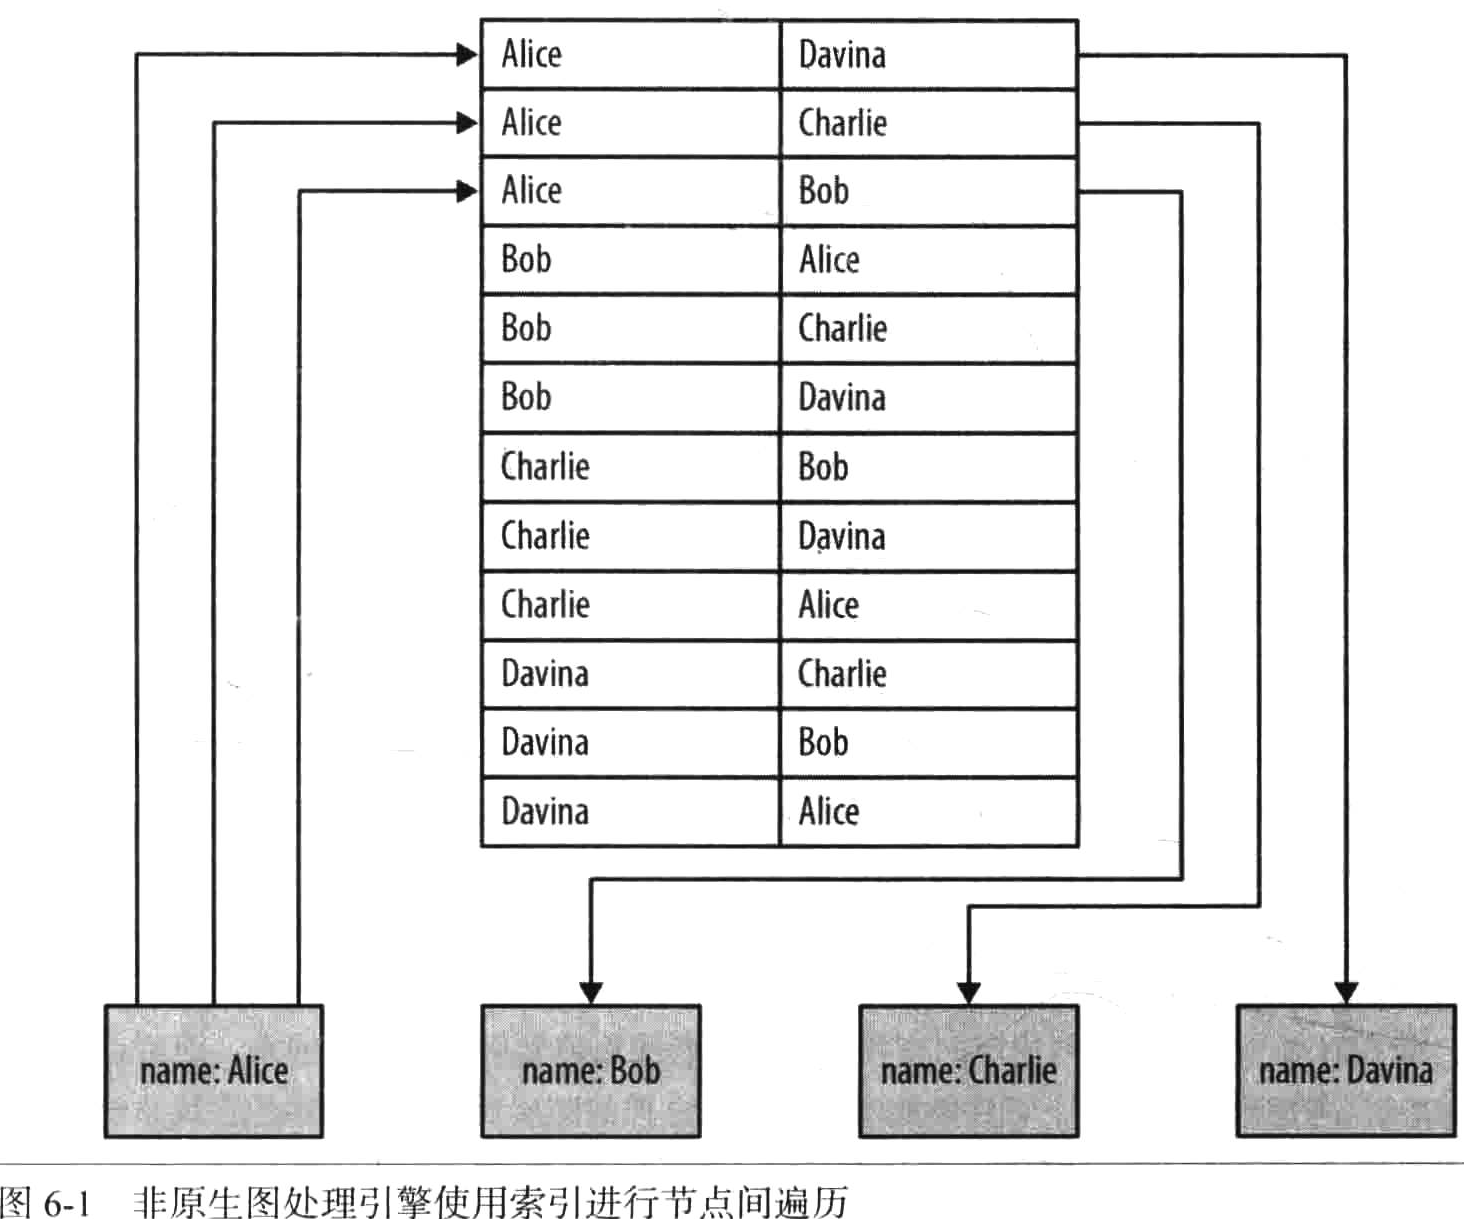 Alice Davina
Alice Charlie
Alice Bob
Bob Alice
Bob Charlie
Bob Davina
Charlie Bob
Charlie Davina
Charlie Alice
Davina Charlie
Davina Bob
Davina Alice
name: Alice name: Bob name: Charlie name: Davina
图 6-1 非原生图处理引擎使用索引进行节点间遍历